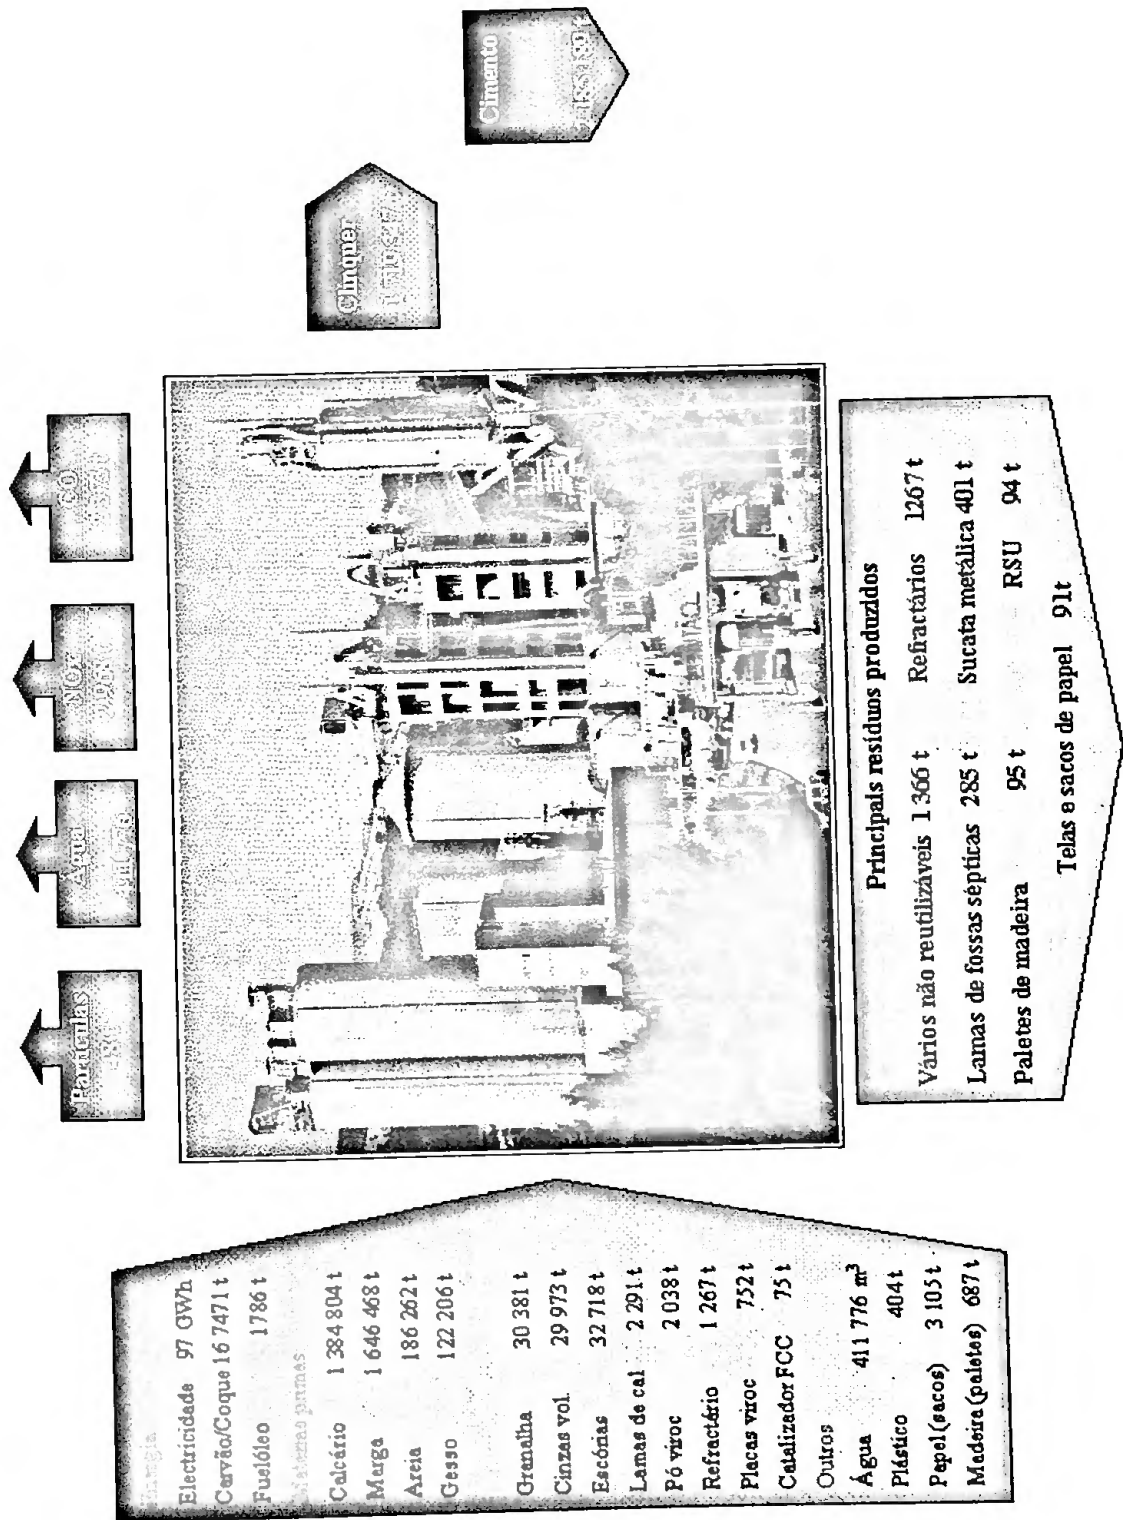 Partículas
Água
NOx
CO
Clinquer
Cimento
Electricidade 97 GWh
Carvão/Coque 16 7471 t
Fuelóleo 1786 t
Calcário 1 384 804 t
Marga 1 646 468 t
Areia 186 262 t
Gesso 122 206 t
Granalha 30 381 t
Cinzas vol. 29 973 t
Escórias 32 718 t
Lamas de cal 2 291 t
Pó viroc 2 038 t
Refractário 1 267 t
Placas viroc 752 t
Catalizador FCC 75 t
Outros
Água 411 776 m³
Plástico 404 t
Papel (sacos) 3 105 t
Madeira (paletes) 687 t
Principais resíduos produzidos
Vários não reutilizáveis 1 366 t Refractários 1267 t
Lamas de fossas sépticas 285 t Sucata metálica 401 t
Paletes de madeira 95 t RSU 94 t
Telas e sacos de papel 91t